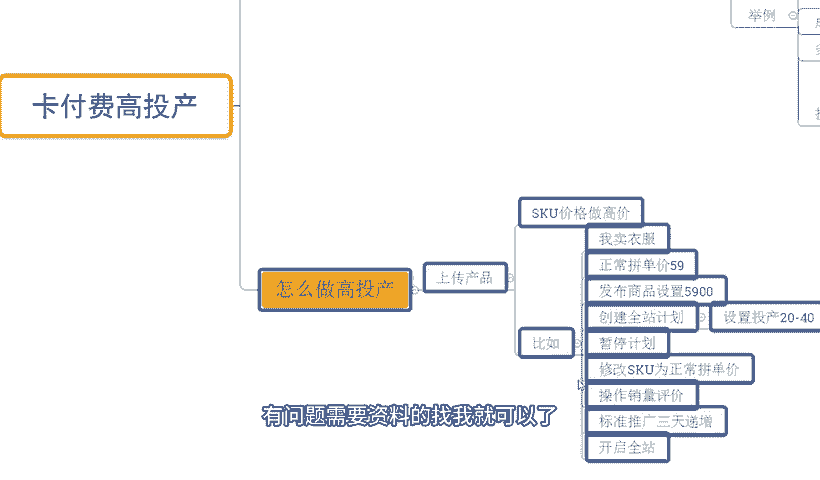 举例
卡付费高投产
SKU价格做高价
我卖衣服
正常拼单价59
怎么做高投产
上传产品
发布商品设置5900
创建全站计划
设置投产20-40
比如
暂停计划
修改SKU为正常拼单价
操作销量评价
有问题需要资料的找我就可以了
标准推广三天递增
开启全站